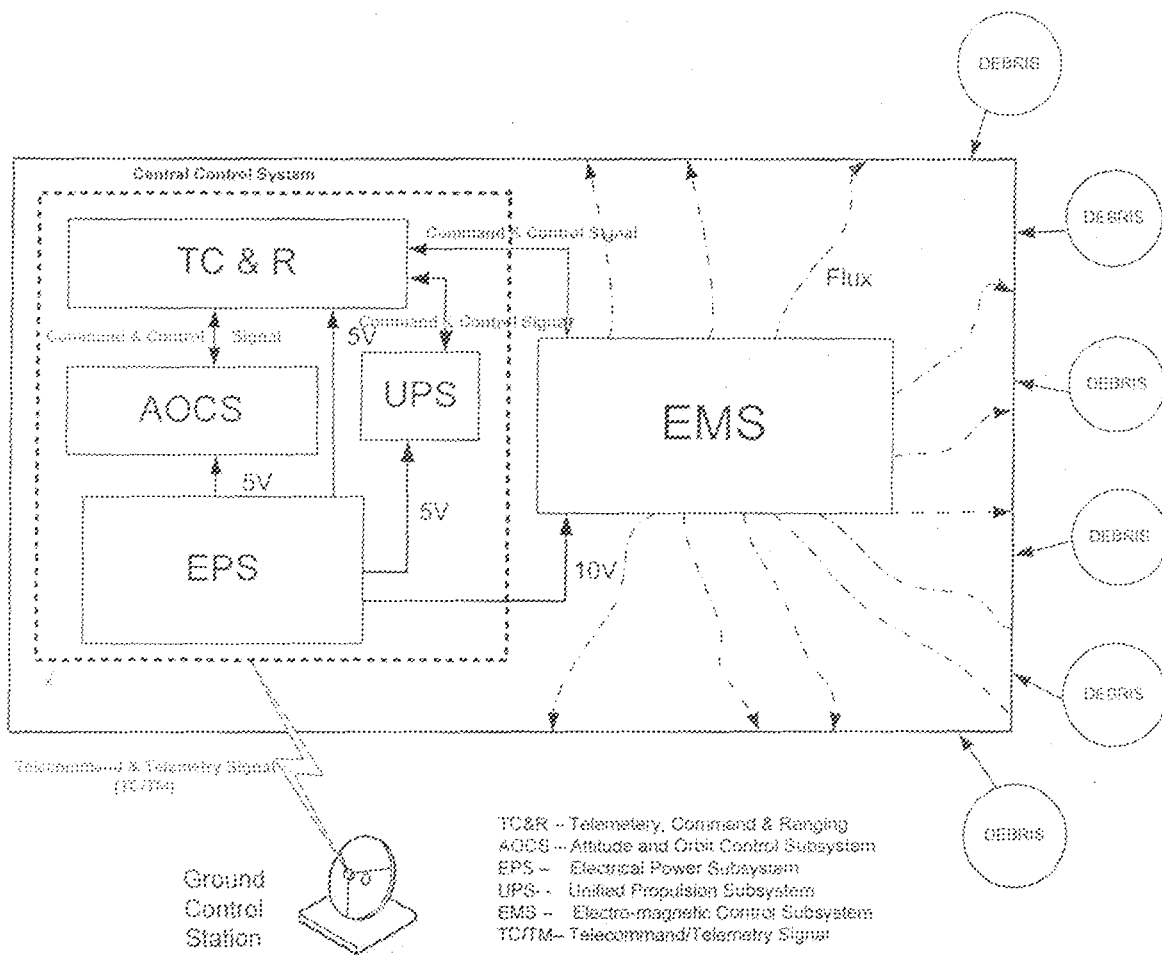 DEBRIS
Central Control System
DEBRIS
TC & R
Command & Control Signal
Flux
Command & Control Signal
5V
Command & Control Signal
AOCS
UPS
EMS
DEBRIS
5V
5V
EPS
10V
DEBRIS
DEBRIS
Telecommand & Telemetry Signal
(TC/TM)
DEBRIS
Ground
Control
Station
TC&R – Telemetery, Command & Ranging
AOCS – Attitude and Orbit Control Subsystem
EPS – Electrical Power Subsystem
UPS- - Unified Propulsion Subsystem
EMS – Electro-magnetic Control Subsystem
TC/TM– Telecommand/Telemetry Signal